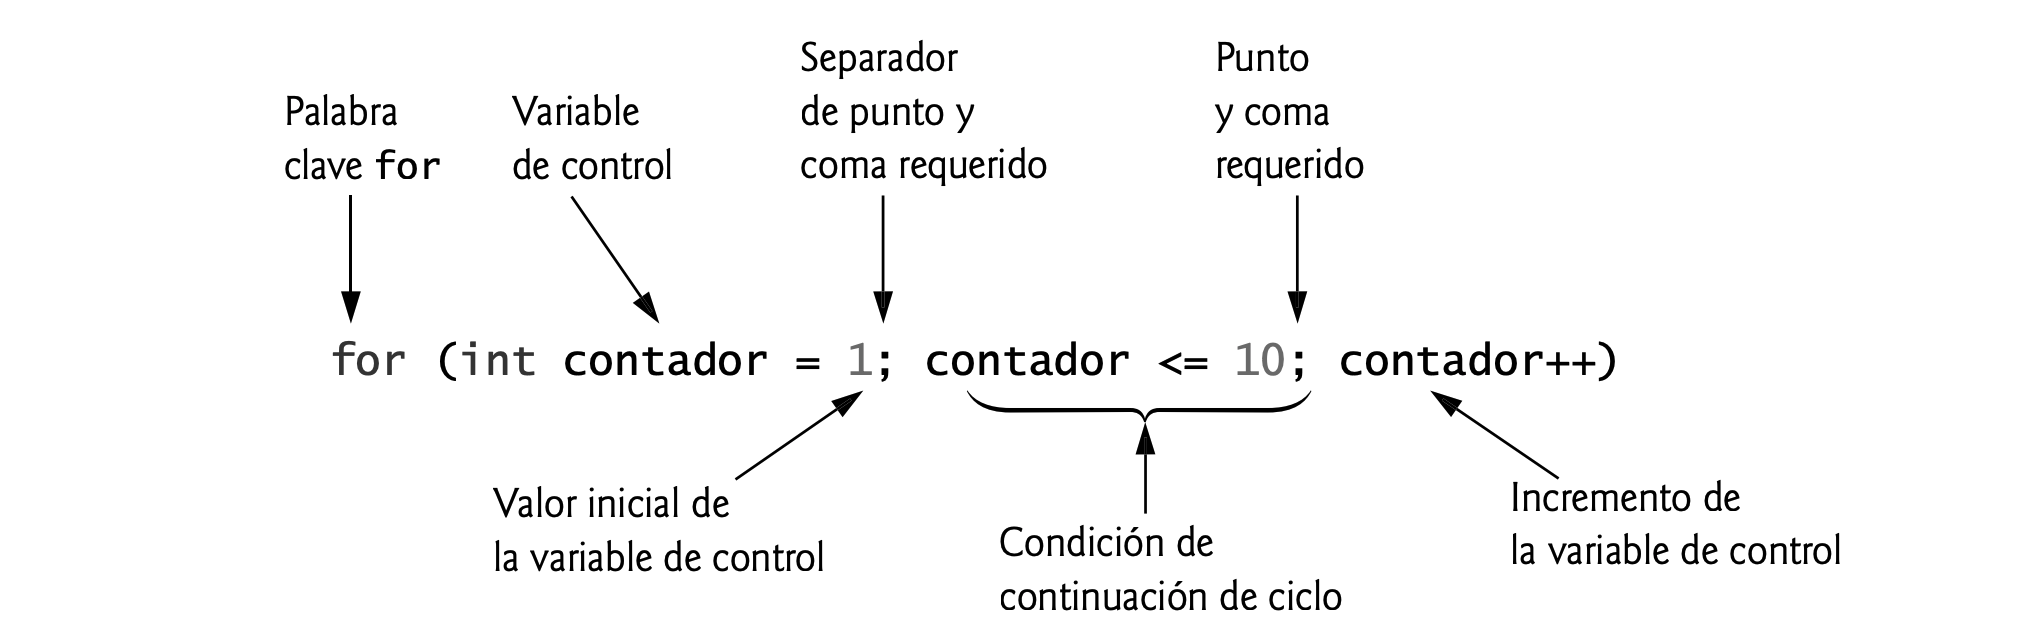 Palabra
clave for
Variable
de control
Separador
de punto y
coma requerido
Punto
y coma
requerido
for (int contador = 1; contador <= 10; contador++)
Valor inicial de
la variable de control
Condición de
continuación de ciclo
Incremento de
la variable de control